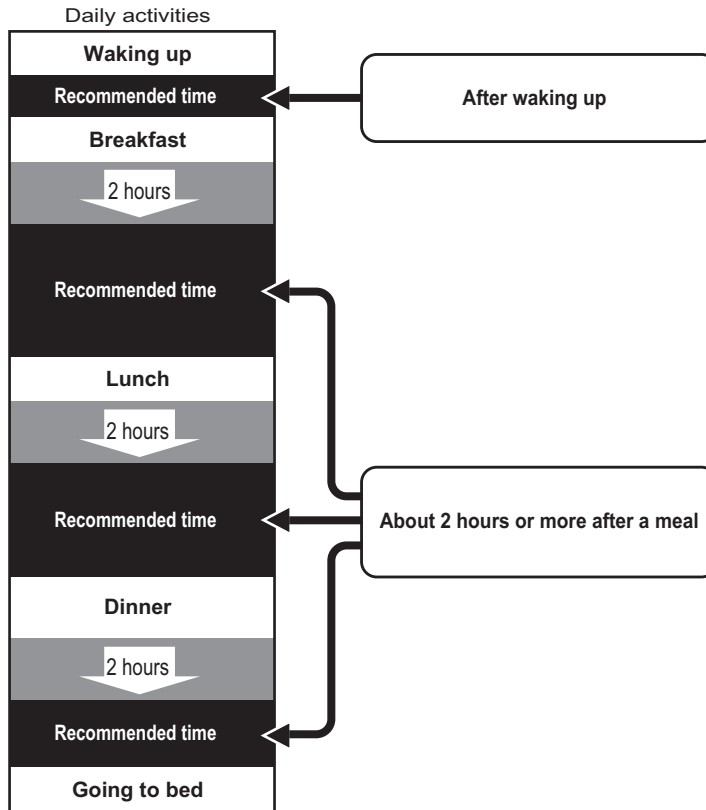 Daily activities
Waking up
Recommended time
After waking up
Breakfast
2 hours
Recommended time
Lunch
2 hours
Recommended time
About 2 hours or more after a meal
Dinner
2 hours
Recommended time
Going to bed